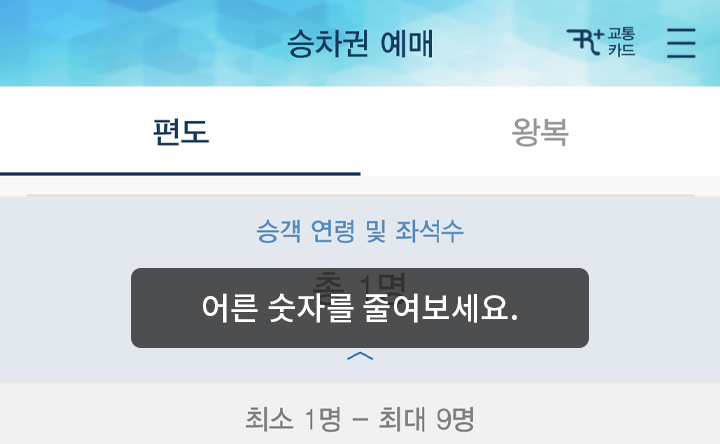 승차권 예매
R+ 교통
카드
편도
왕복
승객 연령 및 좌석수
총 1명
어른 숫자를 줄여보세요.
최소 1명 – 최대 9명